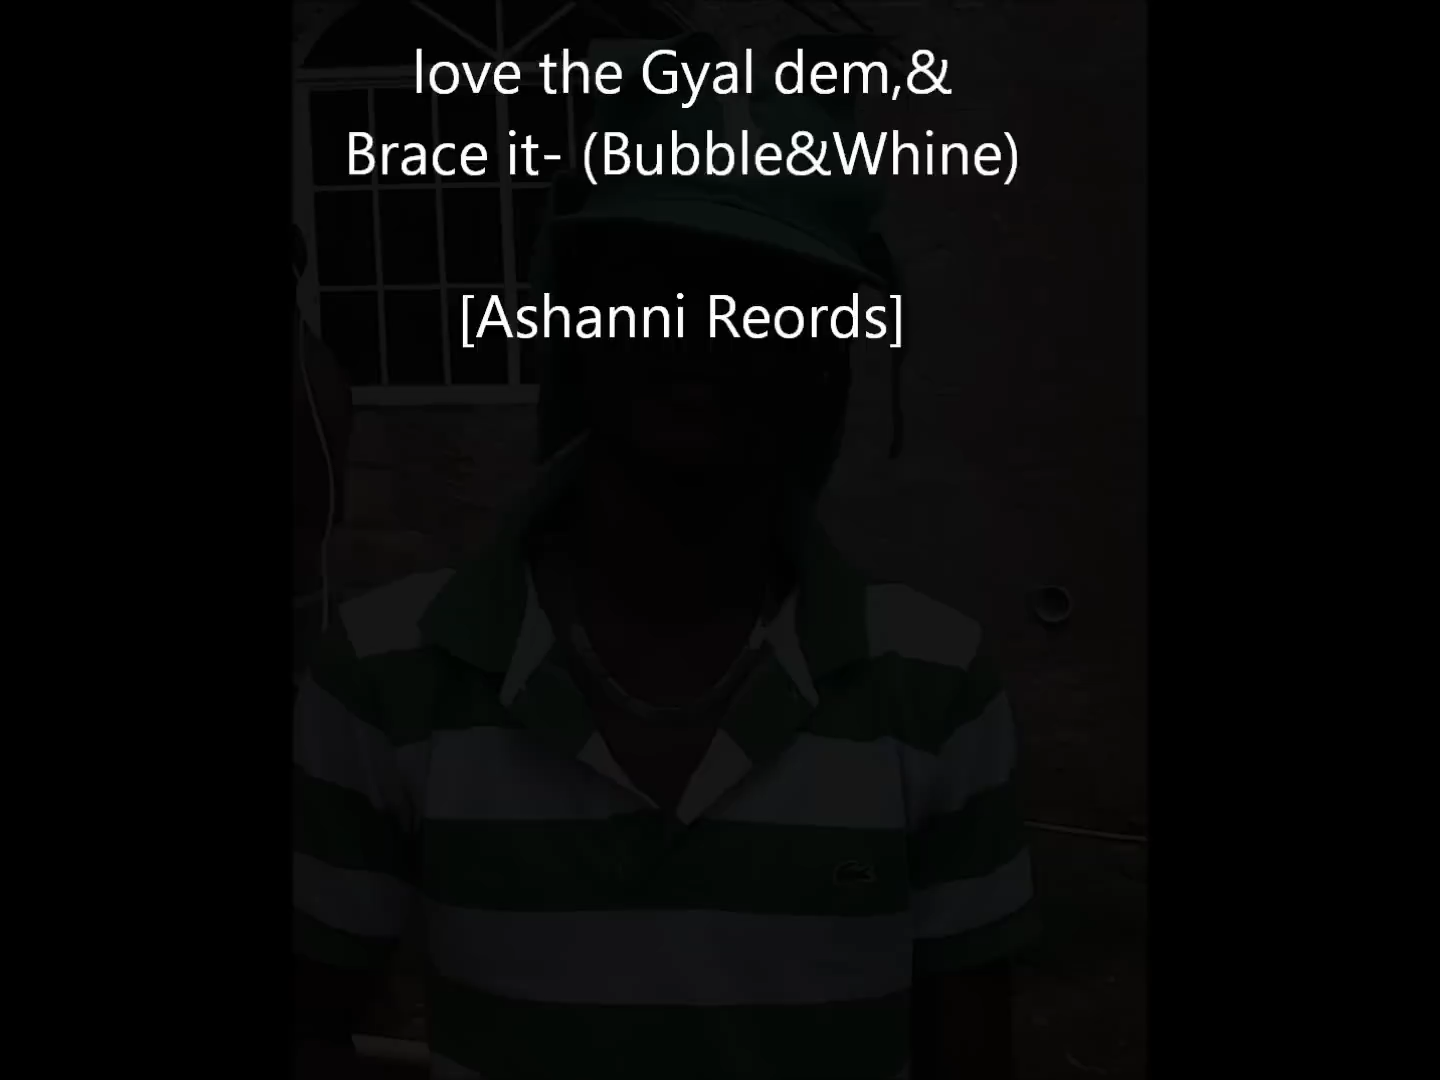 love the Gyal dem,&
Brace it- (Bubble&Whine)
[Ashanni Reords]